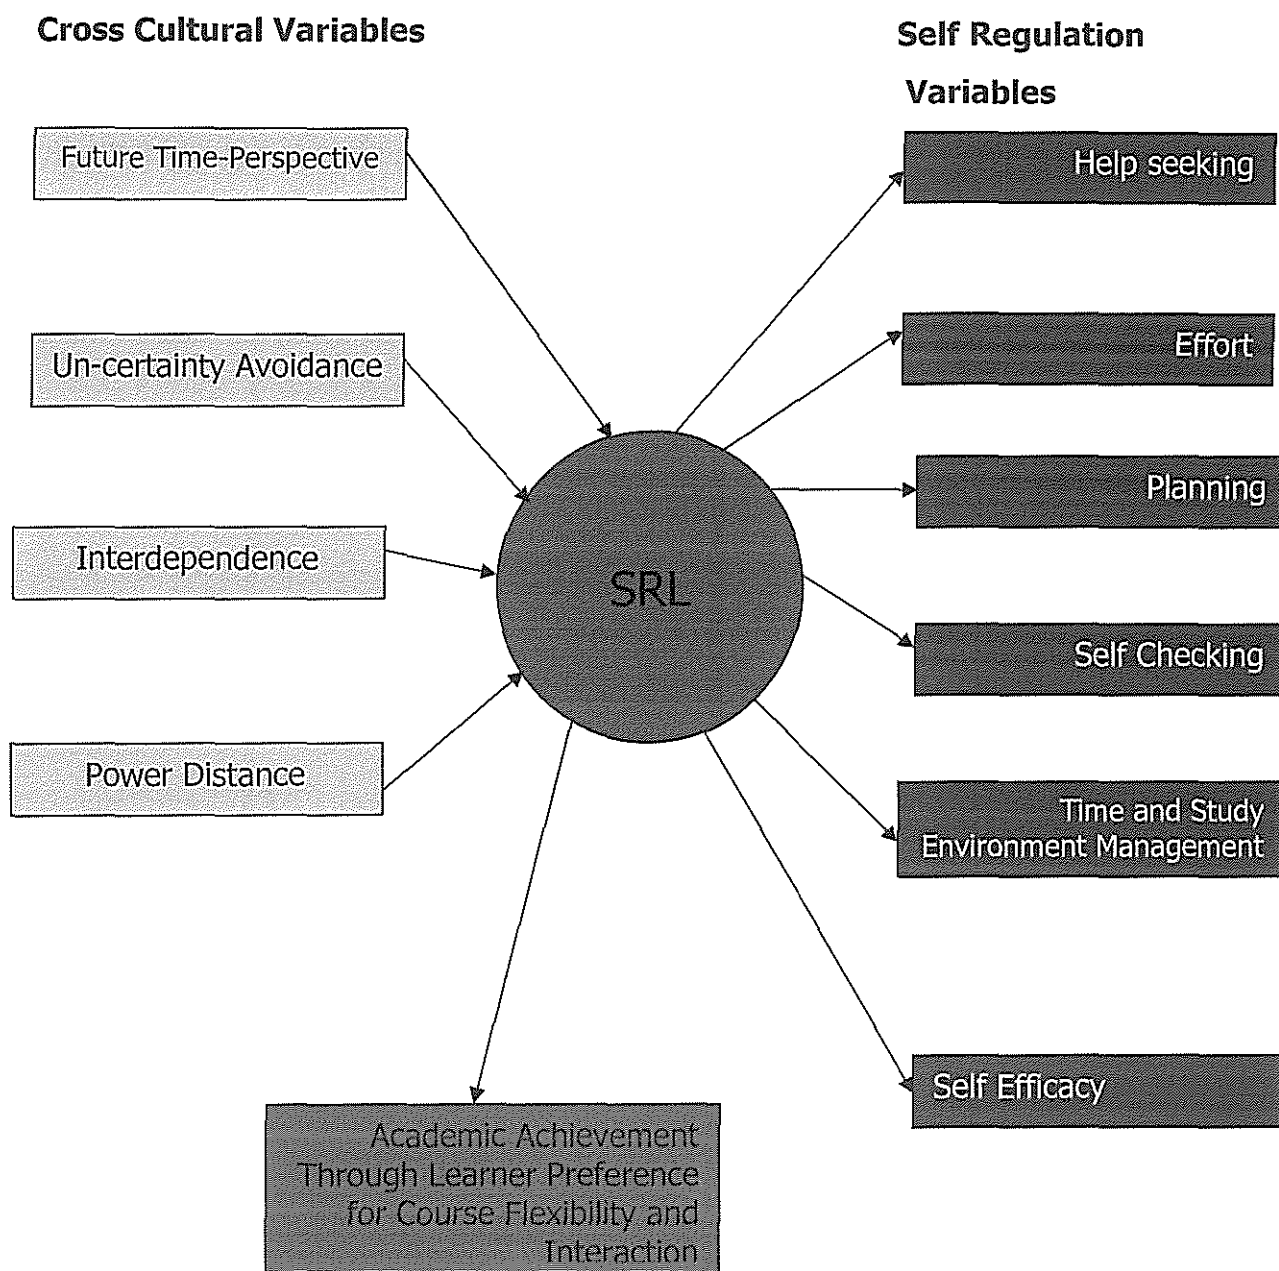 Cross Cultural Variables
Self Regulation
Variables
Future Time-Perspective
Un-certainty Avoidance
Interdependence
Power Distance
SRL
Help seeking
Effort
Planning
Self Checking
Time and Study
Environment Management
Self Efficacy
Academic Achievement
Through Learner Preference
for Course Flexibility and
Interaction